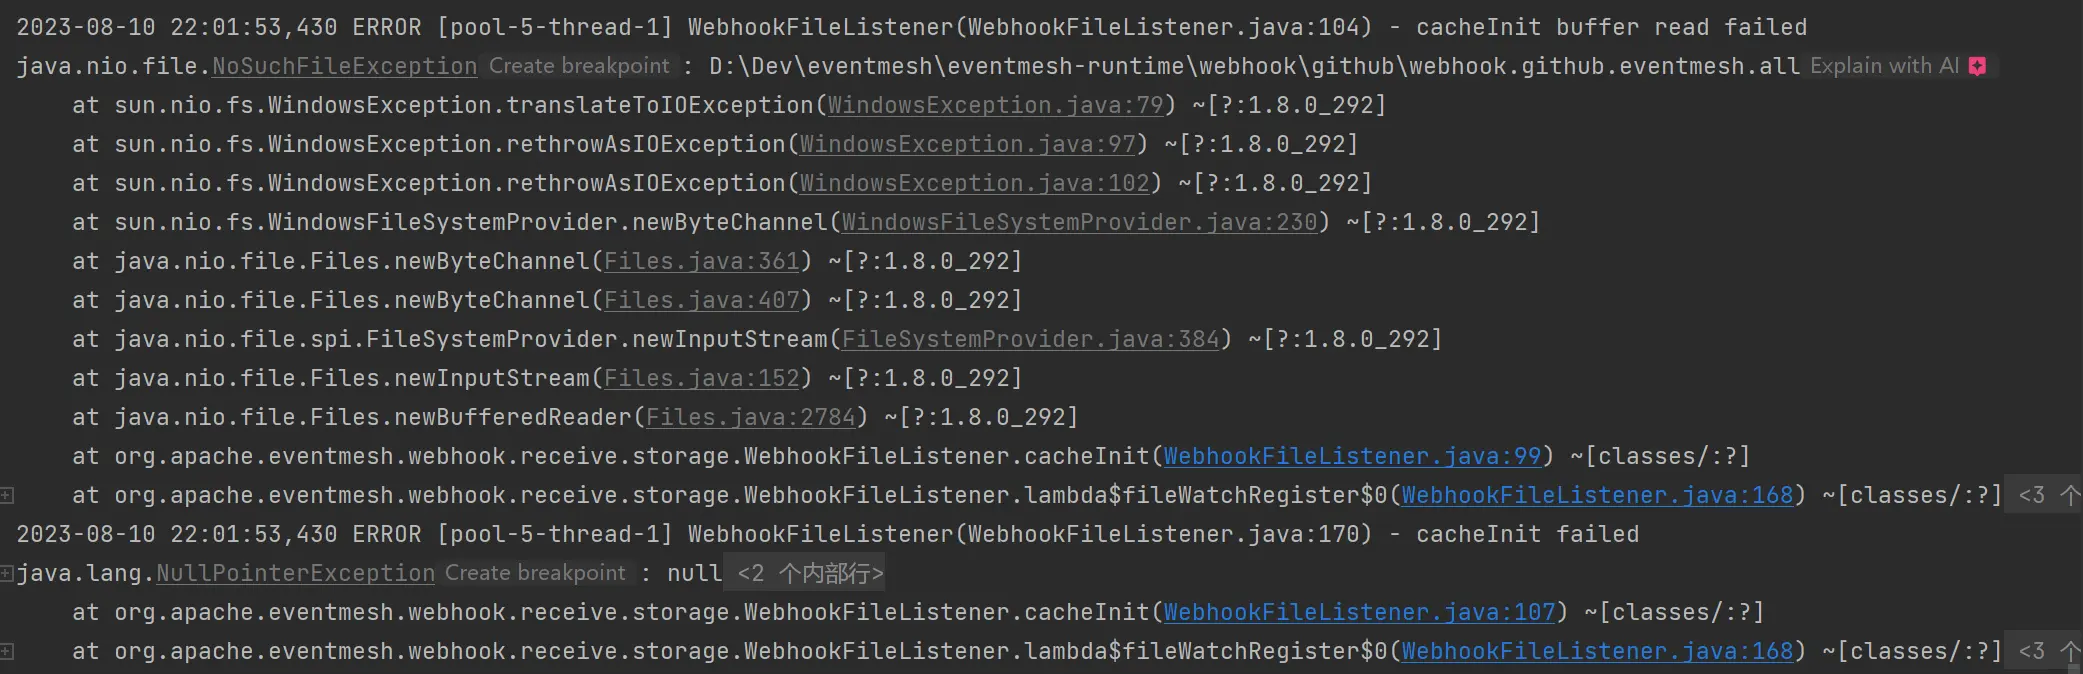 2023-08-10 22:01:53,430 ERROR [pool-5-thread-1] WebhookFileListener(WebhookFileListener.java:104) - cacheInit buffer read failed
java.nio.file.NoSuchFileException Create breakpoint : D:\Dev\eventmesh\eventmesh-runtime\webhook\github\webhook.github.eventmesh.all Explain with AI
at sun.nio.fs.WindowsException.translateToIOException(WindowsException.java:79) ~[?:1.8.0_292]
at sun.nio.fs.WindowsException.rethrowAsIOException(WindowsException.java:97) ~[?:1.8.0_292]
at sun.nio.fs.WindowsException.rethrowAsIOException(WindowsException.java:102) ~[?:1.8.0_292]
at sun.nio.fs.WindowsFileSystemProvider.newByteChannel(WindowsFileSystemProvider.java:230) ~[?:1.8.0_292]
at java.nio.file.Files.newByteChannel(Files.java:361) ~[?:1.8.0_292]
at java.nio.file.Files.newByteChannel(Files.java:407) ~[?:1.8.0_292]
at java.nio.file.spi.FileSystemProvider.newInputStream(FileSystemProvider.java:384) ~[?:1.8.0_292]
at java.nio.file.Files.newInputStream(Files.java:152) ~[?:1.8.0_292]
at java.nio.file.Files.newBufferedReader(Files.java:2784) ~[?:1.8.0_292]
at org.apache.eventmesh.webhook.receive.storage.WebhookFileListener.cacheInit(WebhookFileListener.java:99) ~[classes/:?]
at org.apache.eventmesh.webhook.receive.storage.WebhookFileListener.lambda$fileWatchRegister$0(WebhookFileListener.java:168) ~[classes/:?] <3 个
2023-08-10 22:01:53,430 ERROR [pool-5-thread-1] WebhookFileListener(WebhookFileListener.java:170) - cacheInit failed
java.lang.NullPointerException Create breakpoint : null <2 个内部行>
at org.apache.eventmesh.webhook.receive.storage.WebhookFileListener.cacheInit(WebhookFileListener.java:107) ~[classes/:?]
at org.apache.eventmesh.webhook.receive.storage.WebhookFileListener.lambda$fileWatchRegister$0(WebhookFileListener.java:168) ~[classes/:?] <3 个